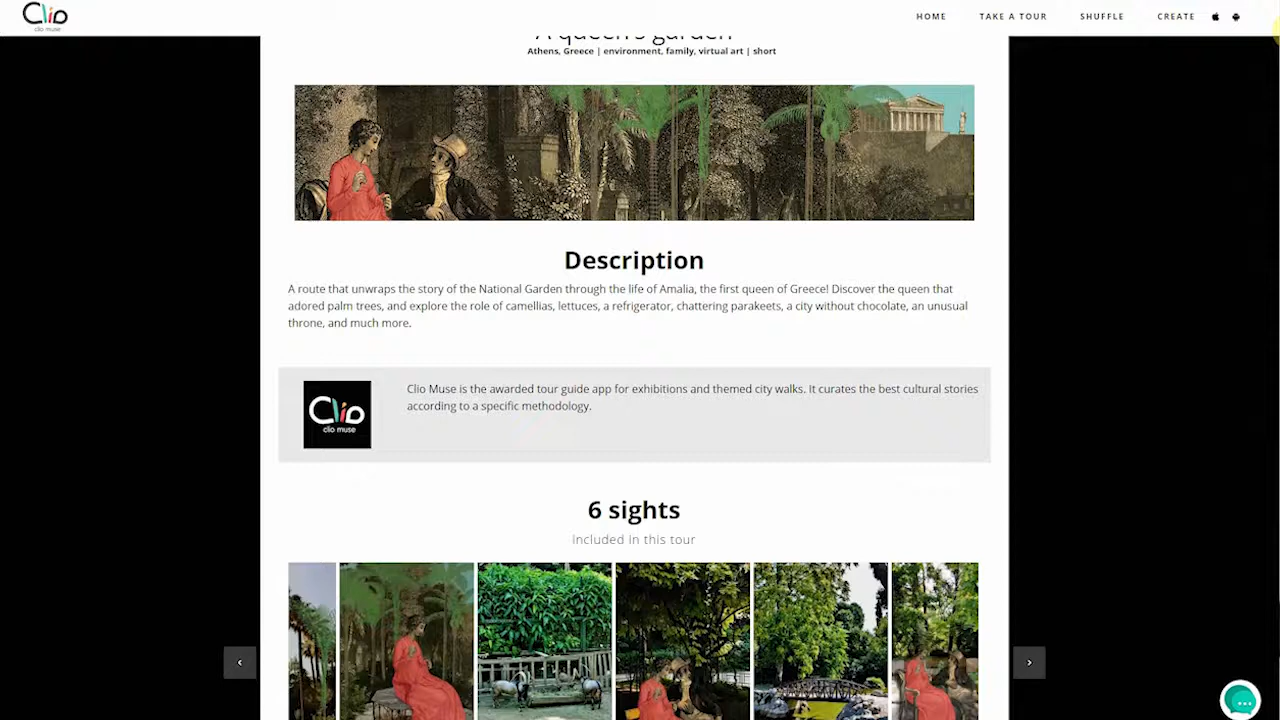 Clio
clio muse
HOME
TAKE A TOUR
SHUFFLE
CREATE
A queen's garden
Athens, Greece | environment, family, virtual art | short
Description
A route that unwraps the story of the National Garden through the life of Amalia, the first queen of Greece! Discover the queen that
adored palm trees, and explore the role of camellias, lettuces, a refrigerator, chattering parakeets, a city without chocolate, an unusual
throne, and much more.
Clio
clio muse
Clio Muse is the awarded tour guide app for exhibitions and themed city walks. It curates the best cultural stories
according to a specific methodology.
6 sights
included in this tour